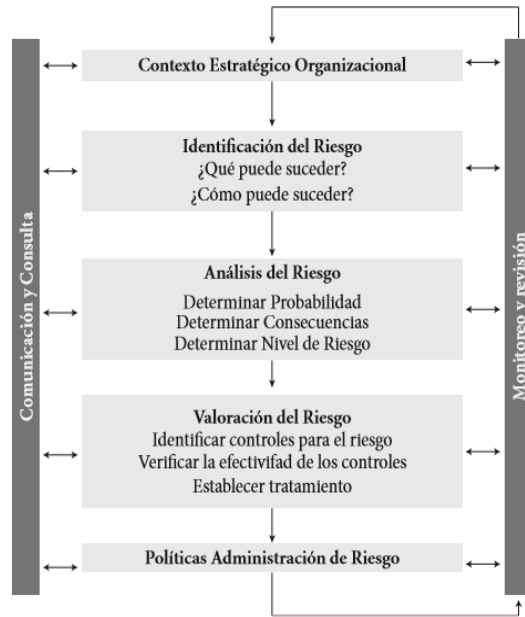 Contexto Estratégico Organizacional
Identificación del Riesgo
¿Qué puede suceder?
¿Cómo puede suceder?
Análisis del Riesgo
Determinar Probabilidad
Determinar Consecuencias
Determinar Nivel de Riesgo
Valoración del Riesgo
Identificar controles para el riesgo
Verificar la efectivifad de los controles
Establecer tratamiento
Políticas Administración de Riesgo
Comunicación y Consulta
Monitoreo y revisión